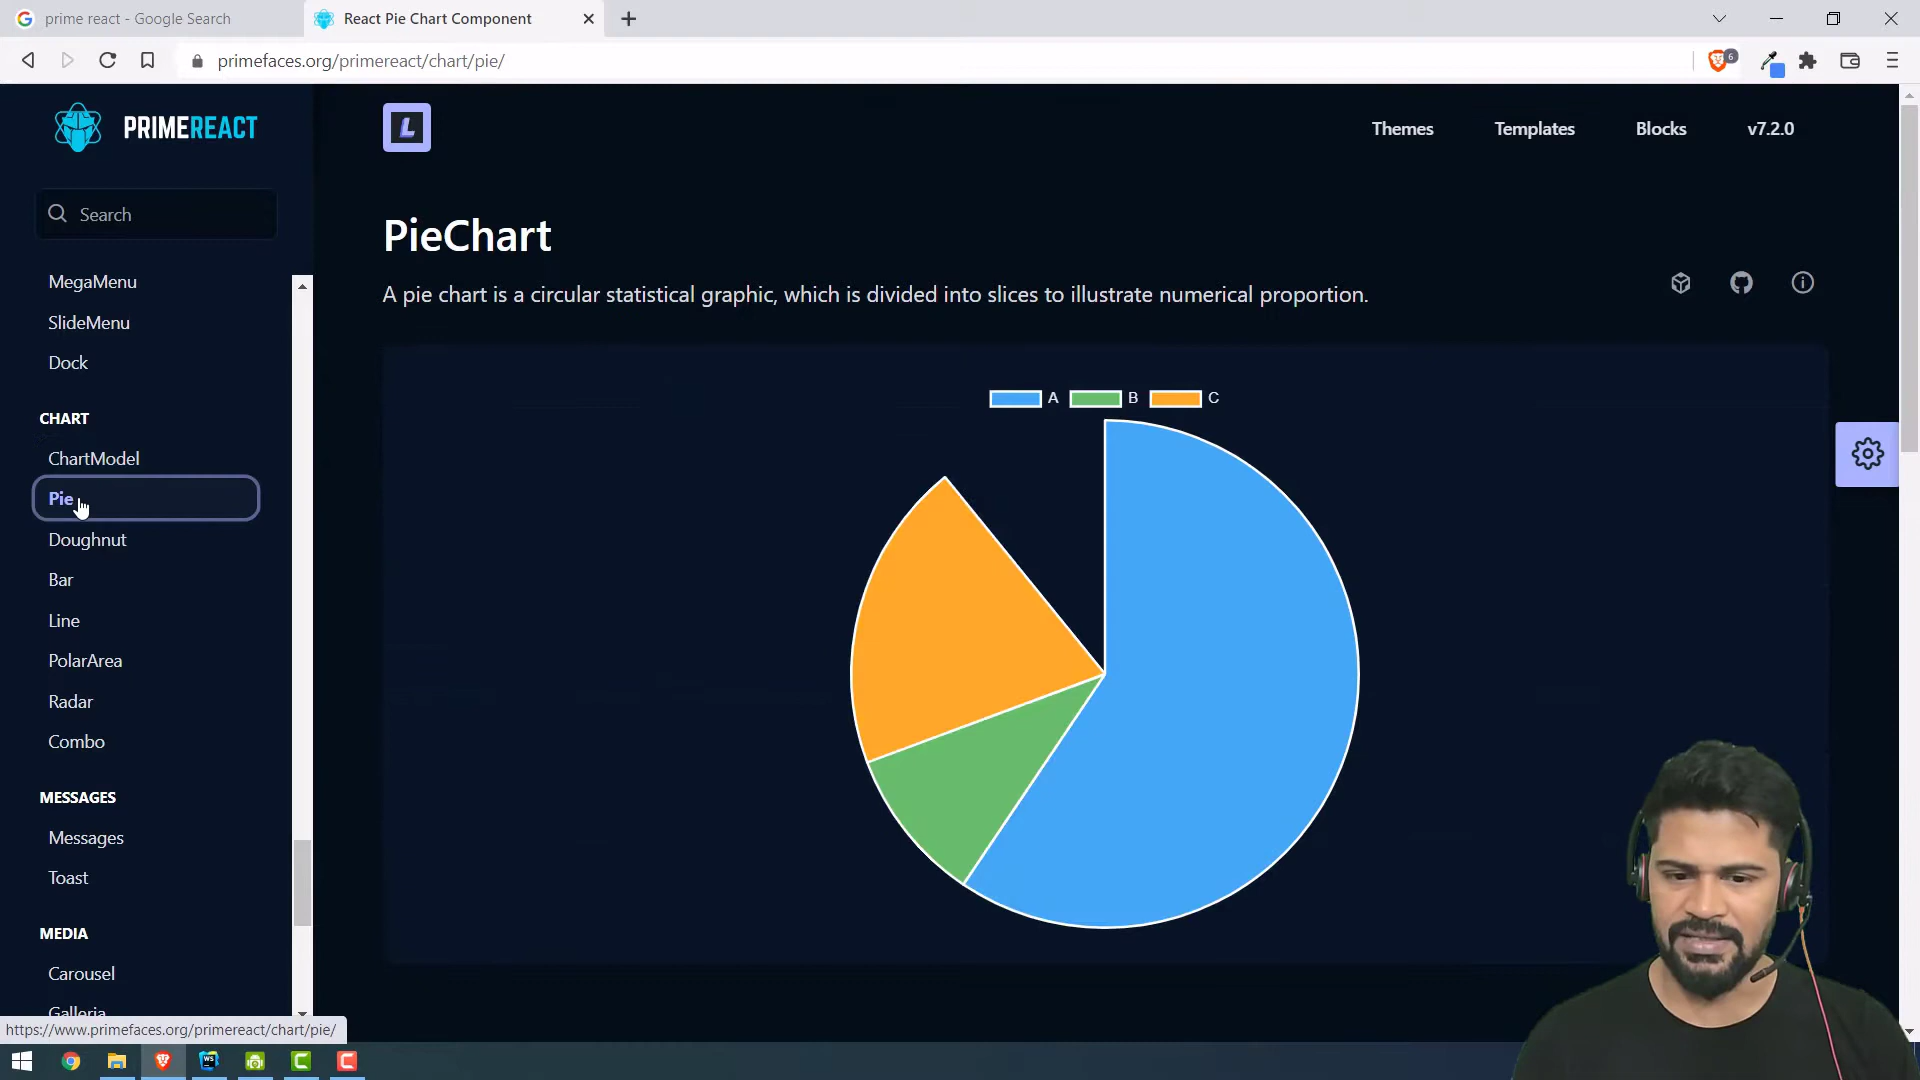 prime react - Google Search
React Pie Chart Component
primefaces.org/primereact/chart/pie/
6
PRIMEREACT
L
Themes
Templates
Blocks
v7.2.0
Search
MegaMenu
SlideMenu
Dock
CHART
ChartModel
Pie
Doughnut
Bar
Line
PolarArea
Radar
Combo
MESSAGES
Messages
Toast
MEDIA
Carousel
Galleria
PieChart
A pie chart is a circular statistical graphic, which is divided into slices to illustrate numerical proportion.
A
B
C
https://www.primefaces.org/primereact/chart/pie/
WS